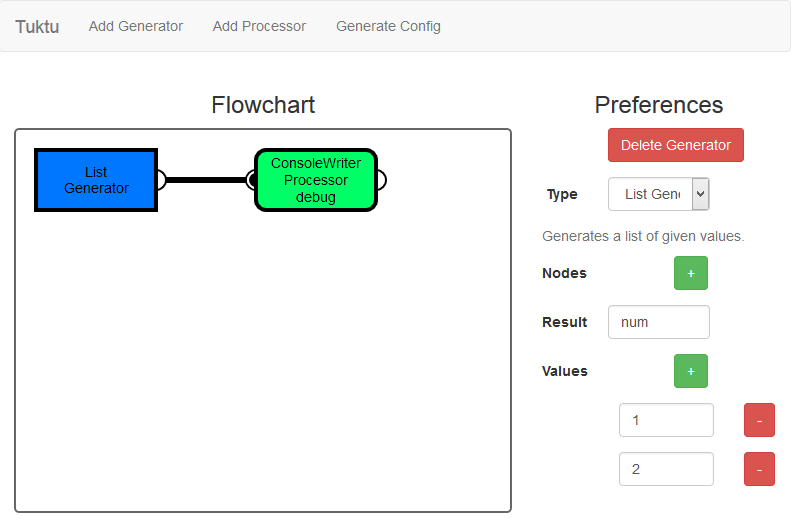 Tuktu Add Generator Add Processor Generate Config
Flowchart
List
Generator
ConsoleWriter
Processor
debug
Preferences
Delete Generator
Type List Gen
Generates a list of given values.
Nodes +
Result num
Values +
1 -
2 -